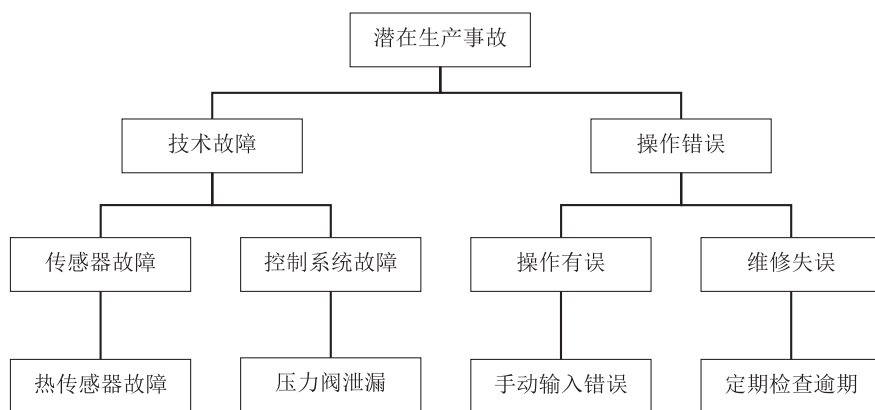 潜在生产事故
技术故障
操作错误
传感器故障
控制系统故障
操作有误
维修失误
热传感器故障
压力阀泄漏
手动输入错误
定期检查逾期